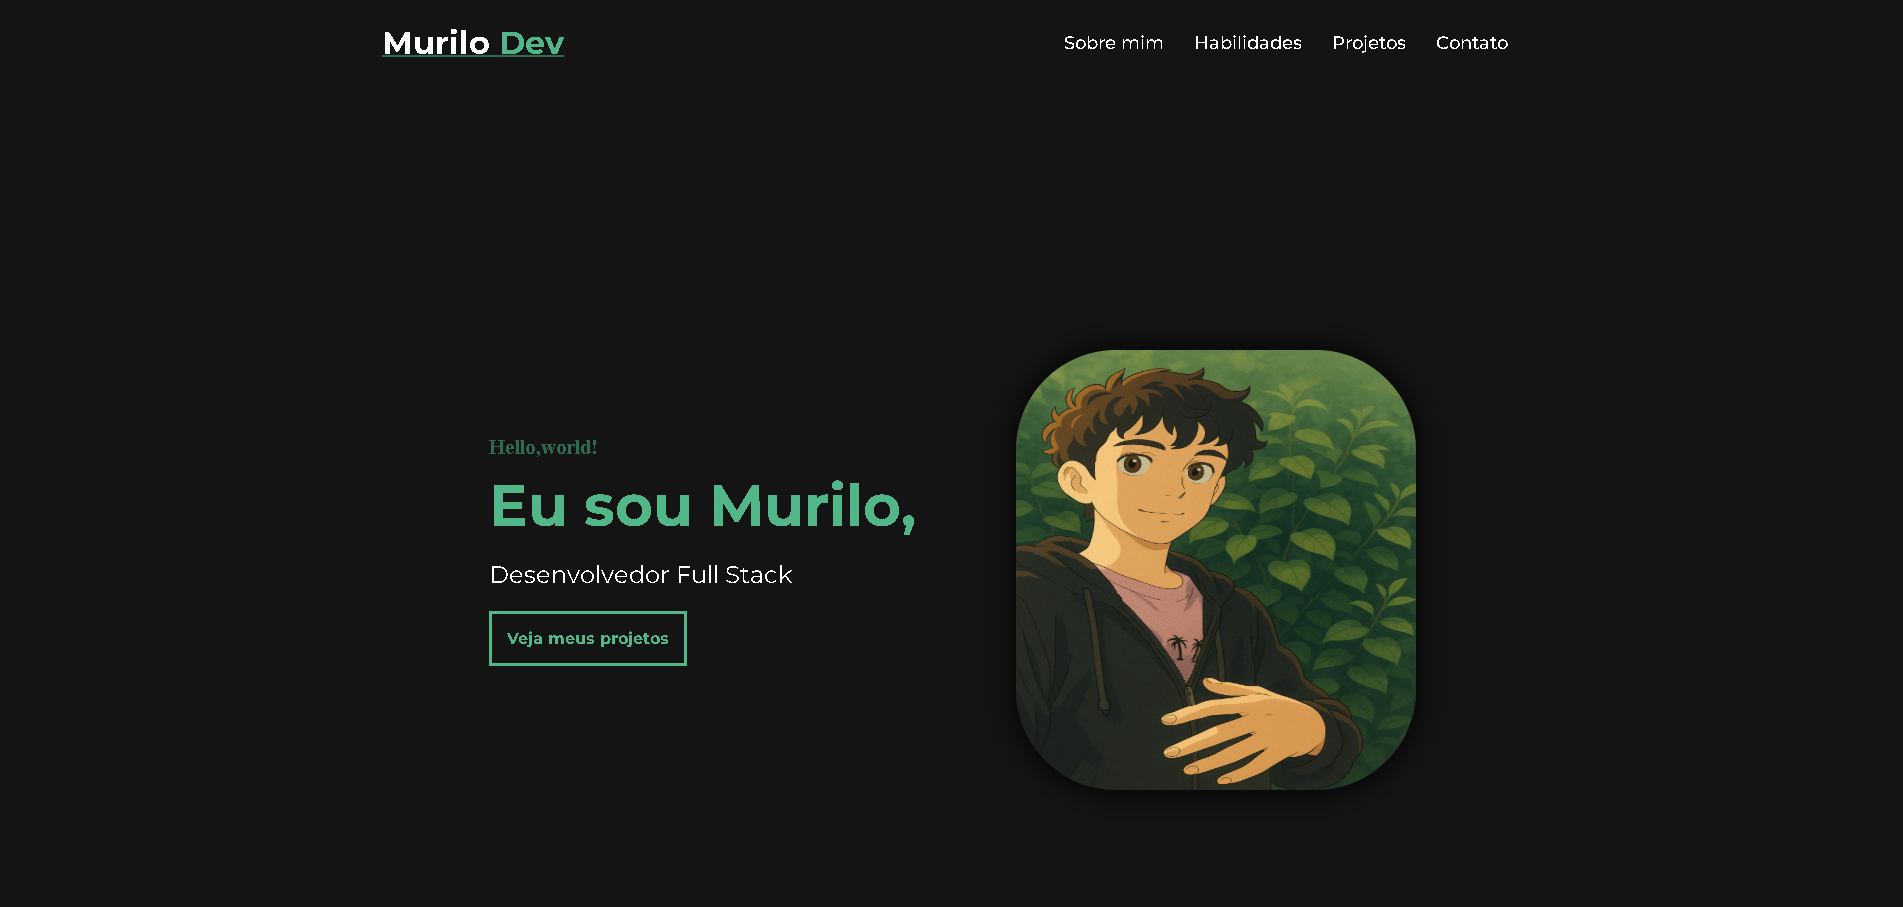 Murilo Dev
Sobre mim Habilidades Projetos Contato
Hello,world!
Eu sou Murilo,
Desenvolvedor Full Stack
Veja meus projetos